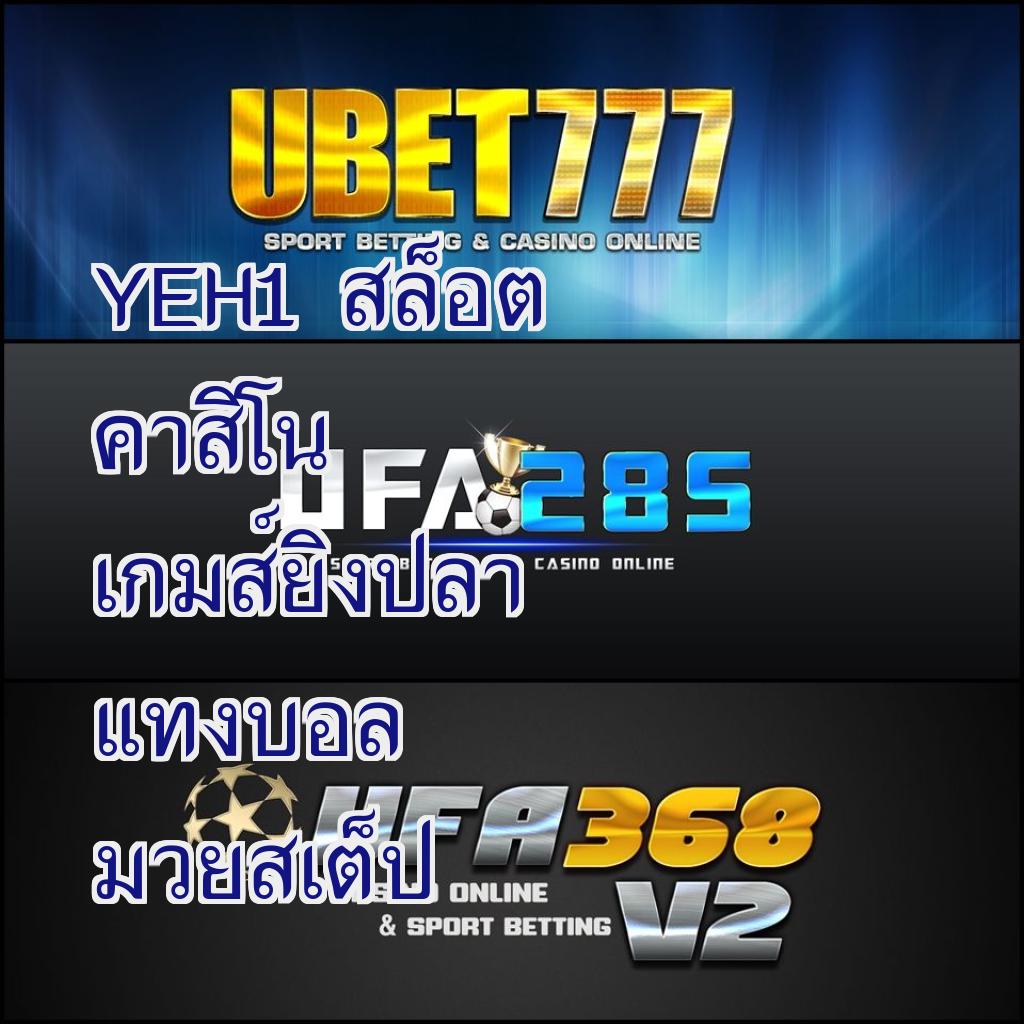 UBET777
SPORT BETTING & CASINO ONLINE
YEH1 สล็อต
คาสิโน
UFA285
CASINO ONLINE
เกมส์ยิงปลา
แทงบอล
UFA368
มวยสเต็ป
ONLINE
& SPORT BETTING
V2